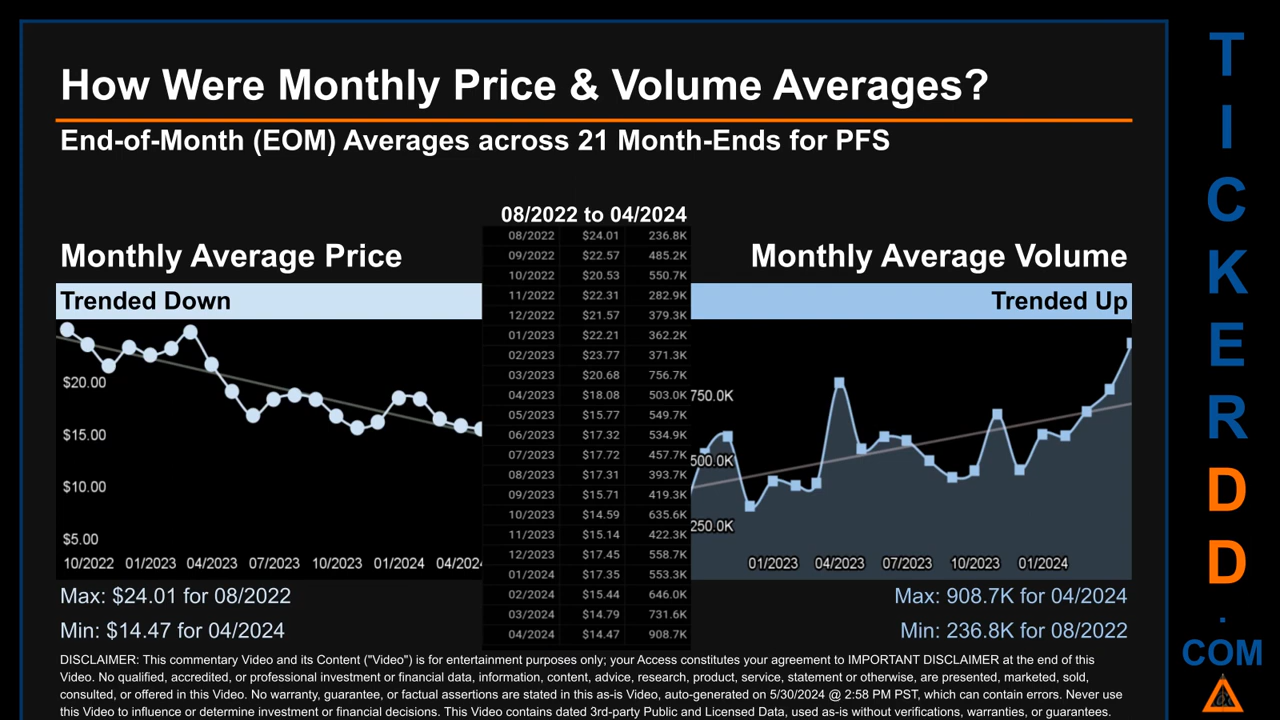 How Were Monthly Price & Volume Averages?
End-of-Month (EOM) Averages across 21 Month-Ends for PFS
08/2022 to 04/2024
08/2022 $24.01 236.8K
09/2022 $22.57 485.2K
10/2022 $20.53 550.7K
11/2022 $22.31 282.9K
12/2022 $21.57 379.3K
01/2023 $22.21 362.2K
02/2023 $23.77 371.3K
03/2023 $20.68 756.7K
04/2023 $18.08 503.0K
05/2023 $15.77 549.7K
06/2023 $17.32 534.9K
07/2023 $17.72 457.7K
08/2023 $17.31 393.7K
09/2023 $15.71 419.3K
10/2023 $14.59 635.6K
11/2023 $15.14 422.3K
12/2023 $17.45 558.7K
01/2024 $17.35 553.3K
02/2024 $15.44 646.0K
03/2024 $14.79 731.6K
04/2024 $14.47 908.7K
Monthly Average Price
Trended Down
$20.00
$15.00
$10.00
$5.00
10/2022 01/2023 04/2023 07/2023 10/2023 01/2024 04/2024
Max: $24.01 for 08/2022
Min: $14.47 for 04/2024
Monthly Average Volume
Trended Up
750.0K
500.0K
250.0K
01/2023 04/2023 07/2023 10/2023 01/2024
Max: 908.7K for 04/2024
Min: 236.8K for 08/2022
DISCLAIMER: This commentary Video and its Content ("Video") is for entertainment purposes only; your Access constitutes your agreement to IMPORTANT DISCLAIMER at the end of this
Video. No qualified, accredited, or professional investment or financial data, information, content, advice, research, product, service, statement or otherwise, are presented, marketed, sold,
consulted, or offered in this Video. No warranty, guarantee, or factual assertions are stated in this as-is Video, auto-generated on 5/30/2024 @ 2:58 PM PST, which can contain errors. Never use
this Video to influence or determine investment or financial decisions. This Video contains dated 3rd-party Public and Licensed Data, used as-is without verifications, warranties, or guarantees.
TICKERDD
.
COM